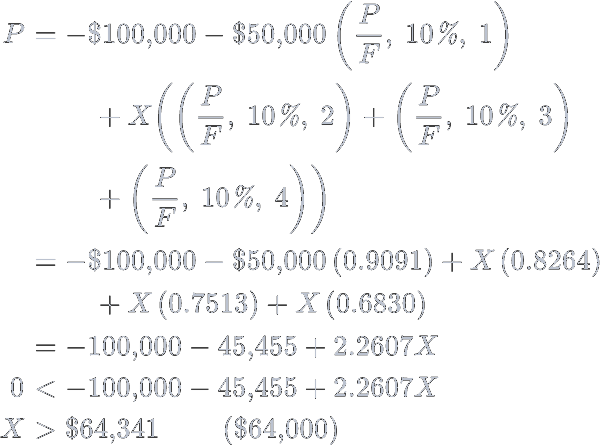 P = −$100,000 − $50,000 (P/F, 10%, 1)
+ X((P/F, 10%, 2) + (P/F, 10%, 3)
+ (P/F, 10%, 4))
= −$100,000 − $50,000 (0.9091) + X (0.8264)
+ X (0.7513) + X (0.6830)
= −100,000 − 45,455 + 2.2607X
0 < −100,000 − 45,455 + 2.2607X
X > $64,341 ($64,000)